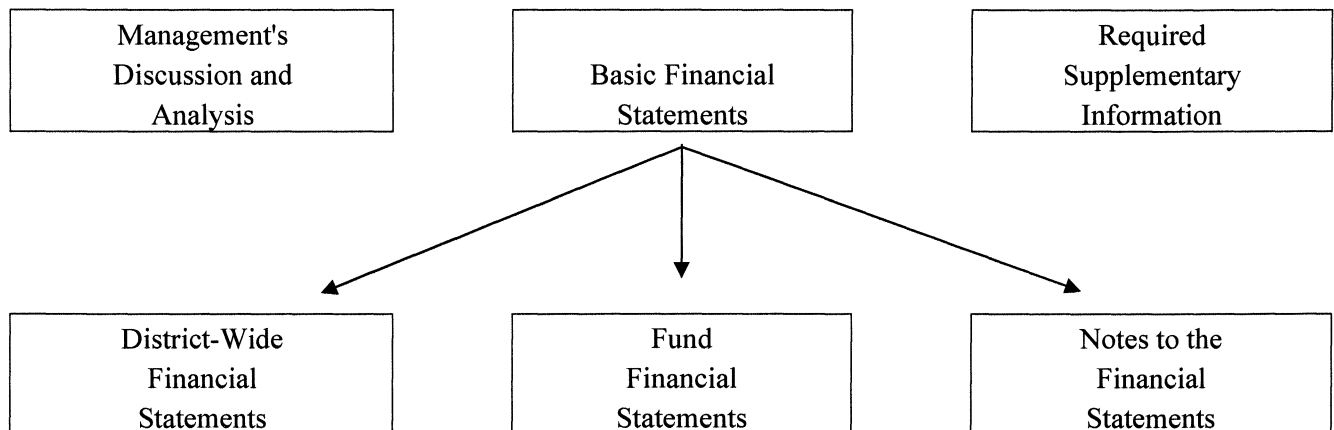 Management's
Discussion and
Analysis
Basic Financial
Statements
Required
Supplementary
Information
District-Wide
Financial
Statements
Fund
Financial
Statements
Notes to the
Financial
Statements